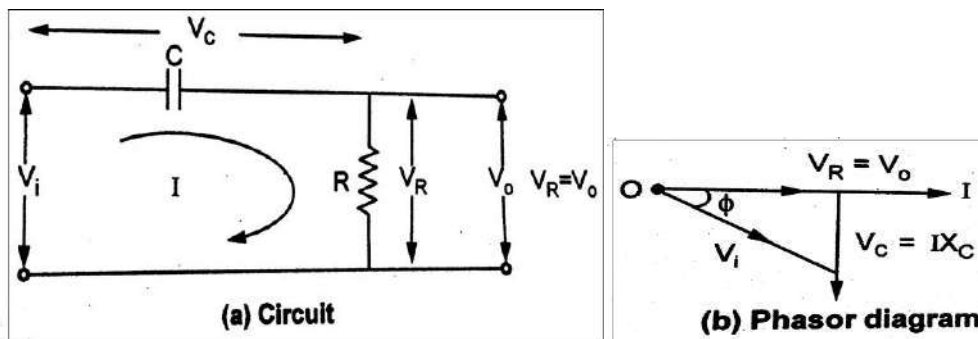 V_C
C
V_i
I
R
V_R
V_o
V_R=V_o
(a) Circuit
V_R = V_o
O
I
ϕ
V_i
V_C = IX_C
(b) Phasor diagram